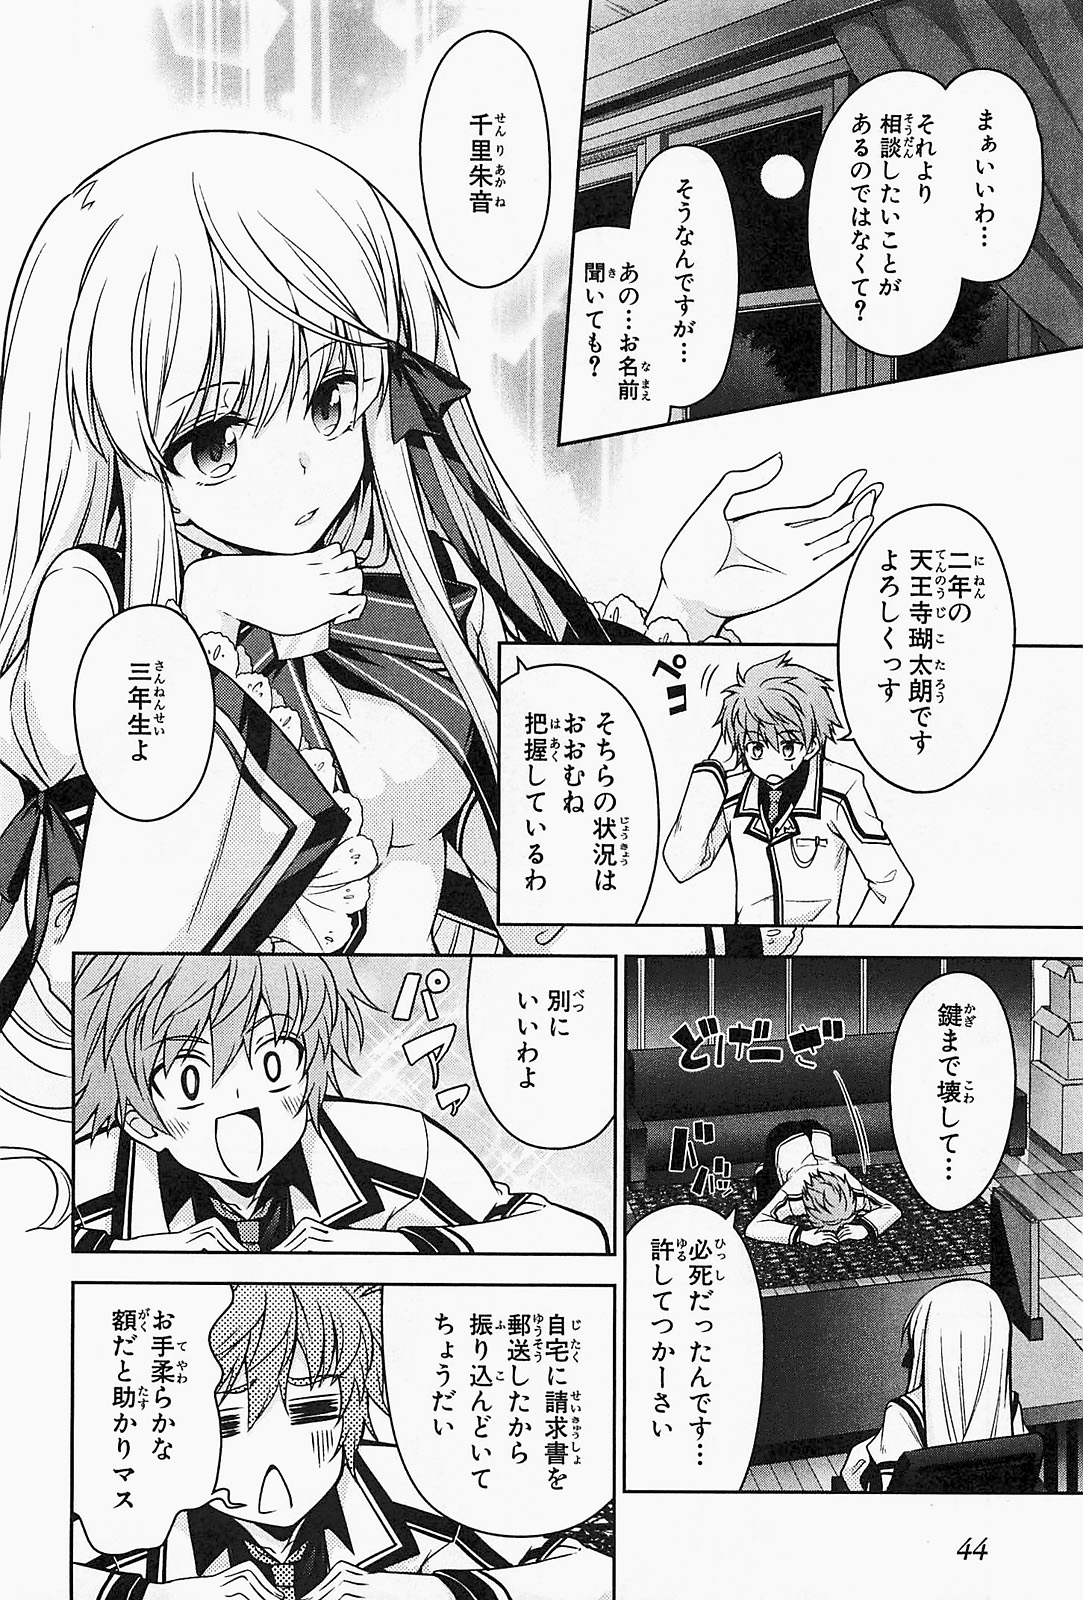 まぁいいわ…
それより
相談したいことが
あるのではなくて？
そうなんですが…
あの…お名前
聞いても？
千里朱音
三年生よ
二年の
天王寺瑚太朗です
よろしくっす
ペコ
そちらの状況は
おおむね
把握しているわ
鍵まで壊して…
どげーざ
ドバッ
必死だったんです…
許してつかーさい
別に
いいわよ
パアァァ
自宅に請求書を
郵送したから
振り込んどいて
ちょうだい
お手柔らかな
額だと助かりマス
44